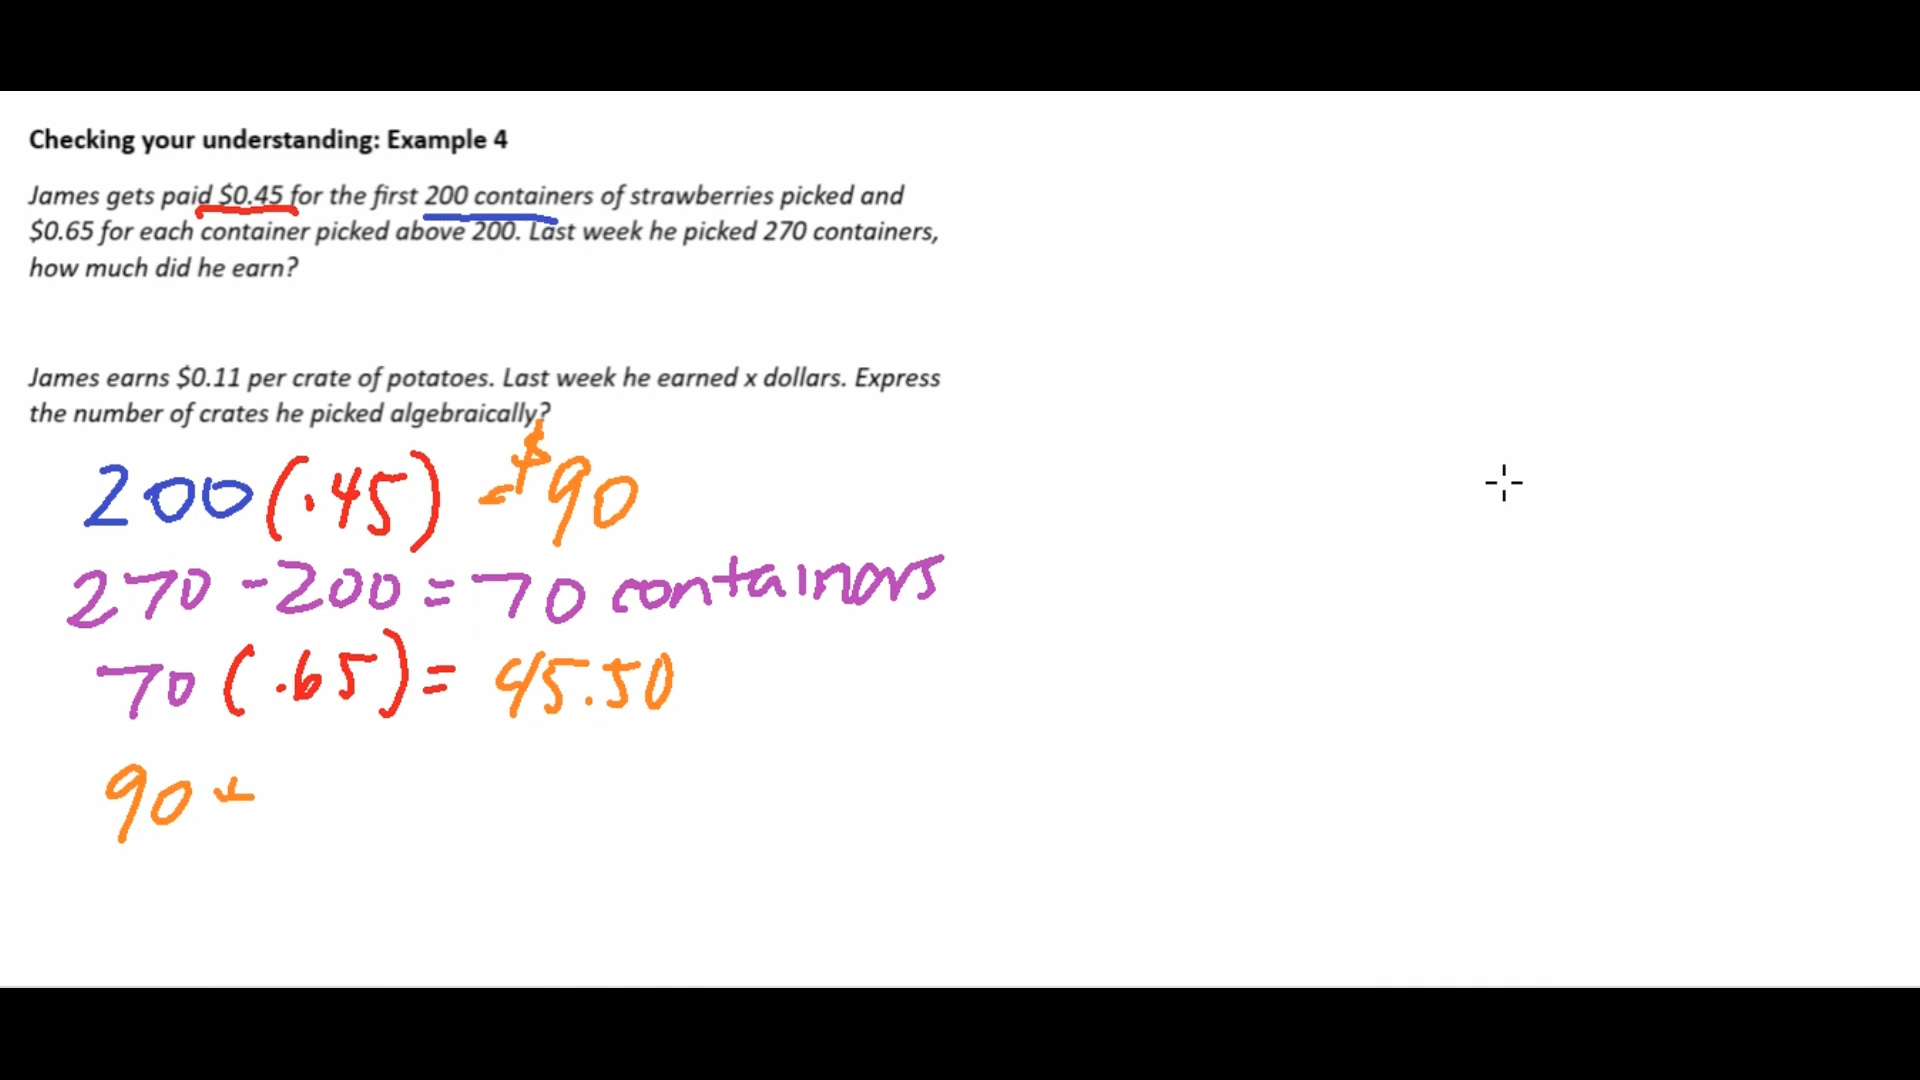 Checking your understanding: Example 4
James gets paid $0.45 for the first 200 containers of strawberries picked and
$0.65 for each container picked above 200. Last week he picked 270 containers,
how much did he earn?
James earns $0.11 per crate of potatoes. Last week he earned x dollars. Express
the number of crates he picked algebraically?
200(.45) = $90
270 - 200 = 70 containers
70 (.65) = 45.50
90 +